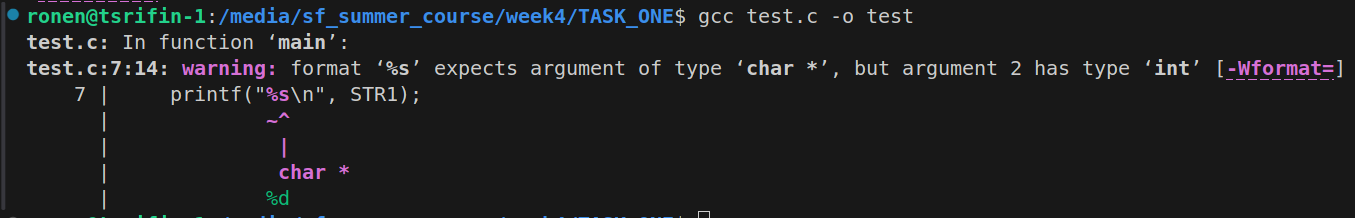 ronen@tsrifin-1:/media/sf_summer_course/week4/TASK_ONE$ gcc test.c -o test
test.c: In function ‘main’:
test.c:7:14: warning: format ‘%s’ expects argument of type ‘char *’, but argument 2 has type ‘int’ [-Wformat=]
7 | printf("%s\n", STR1);
| ~^
| |
| char *
| %d